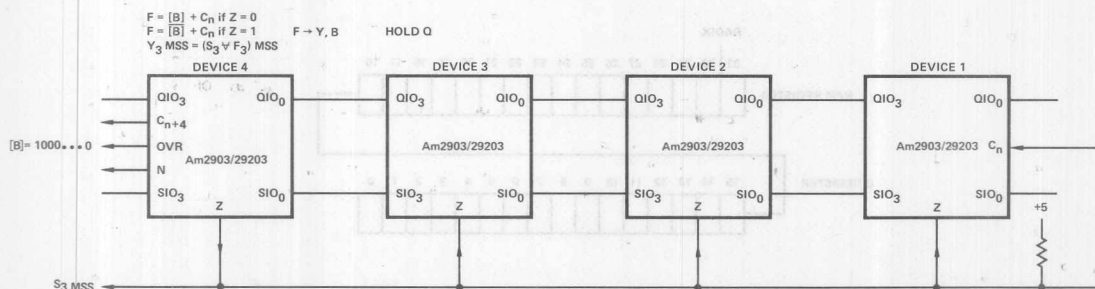 F = [B] + Cn if Z = 0
F = [B̅] + Cn if Z = 1 F → Y, B HOLD Q
Y3 MSS = (S3 ∀ F3) MSS
DEVICE 4 DEVICE 3 DEVICE 2 DEVICE 1
QIO3 QIO0 QIO3 QIO0 QIO3 QIO0 QIO3 QIO0
Cn+4
[B] = 1000...0 OVR Am2903/29203 Am2903/29203 Am2903/29203 Am2903/29203 Cn
N
SIO3 SIO0 SIO3 SIO0 SIO3 SIO0 SIO3 SIO0
Z Z Z Z +5
S3 MSS